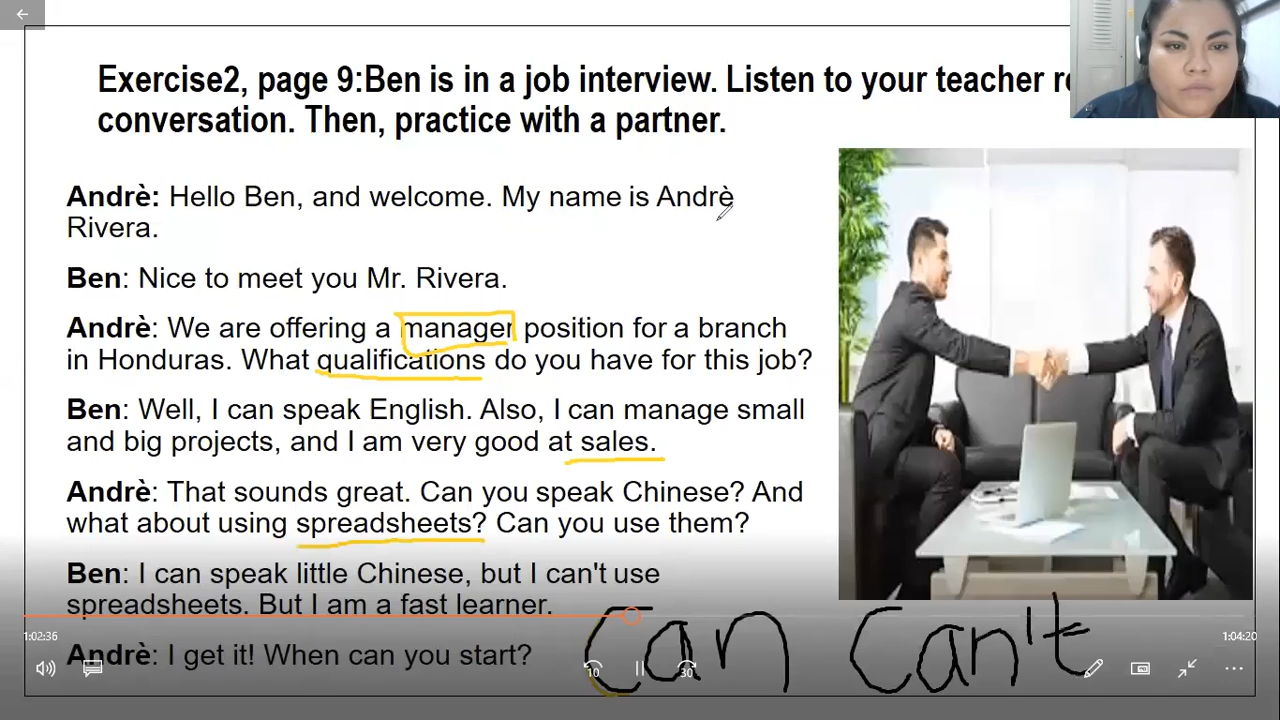 Exercise2, page 9:Ben is in a job interview. Listen to your teacher
conversation. Then, practice with a partner.
Andrè: Hello Ben, and welcome. My name is Andrè
Rivera.
Ben: Nice to meet you Mr. Rivera.
Andrè: We are offering a manager position for a branch
in Honduras. What qualifications do you have for this job?
Ben: Well, I can speak English. Also, I can manage small
and big projects, and I am very good at sales.
Andrè: That sounds great. Can you speak Chinese? And
what about using spreadsheets? Can you use them?
Ben: I can speak little Chinese, but I can't use
spreadsheets. But I am a fast learner.
Andrè: I get it! When can you start?
Can Can't
1:02:36
1:04:20
10
30